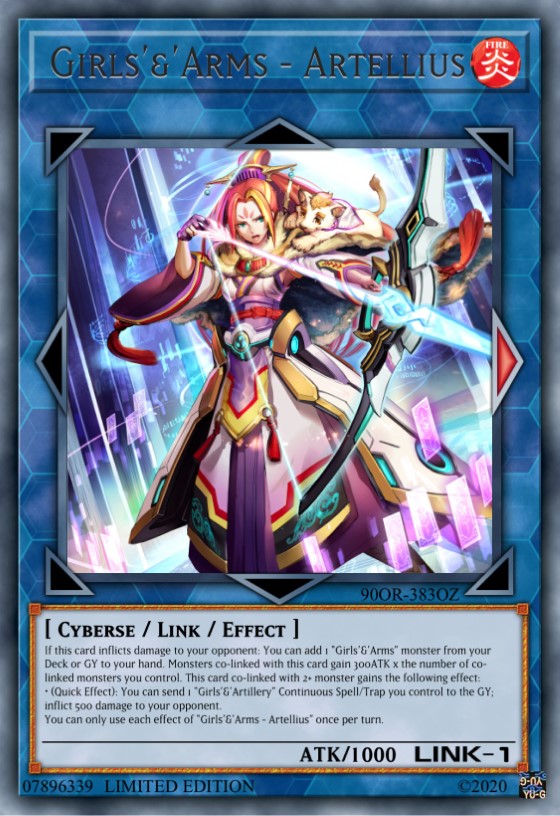 Girls'&'Arms - Artellius
FIRE
炎
90OR-383OZ
[ Cyberse / Link / Effect ]
If this card inflicts damage to your opponent: You can add 1 "Girls'&'Arms" monster from your
Deck or GY to your hand. Monsters co-linked with this card gain 300ATK x the number of co-
linked monsters you control. This card co-linked with 2+ monster gains the following effect:
• (Quick Effect): You can send 1 "Girls'&'Artillery" Continuous Spell/Trap you control to the GY;
inflict 500 damage to your opponent.
You can only use each effect of "Girls'&'Arms - Artellius" once per turn.
ATK/1000 LINK-1
07896339 LIMITED EDITION ©2020